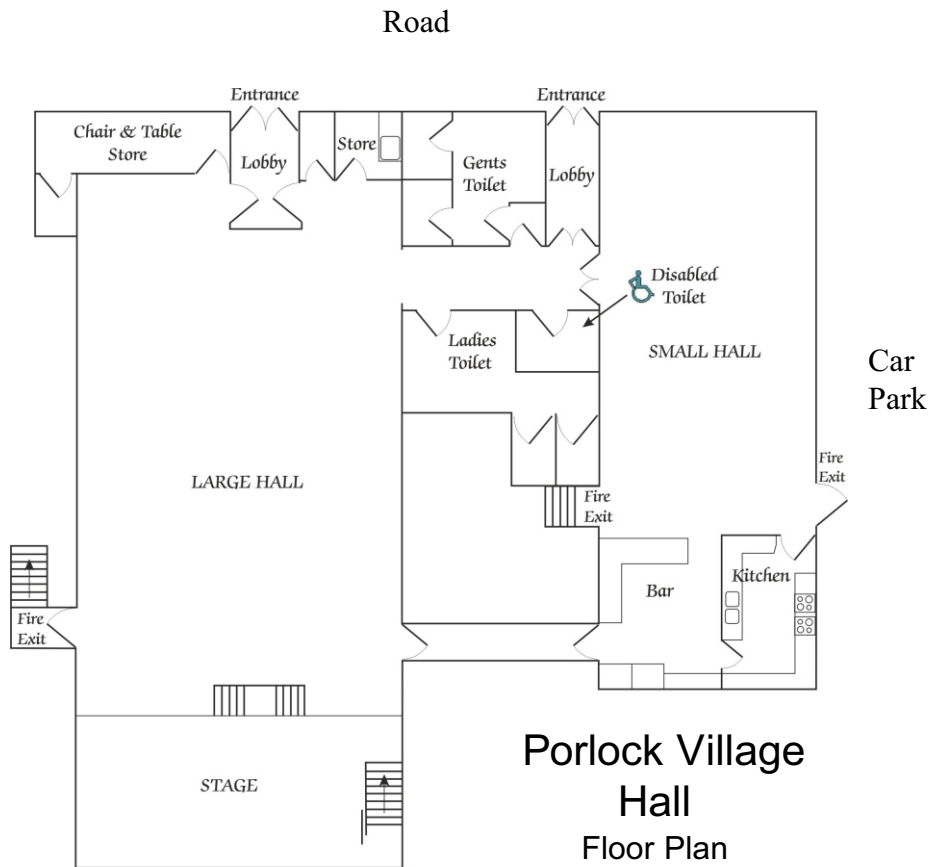 Road
Entrance
Entrance
Chair & Table
Store
Lobby
Store
Gents
Toilet
Lobby
Disabled
Toilet
Ladies
Toilet
SMALL HALL
Car
Park
LARGE HALL
Fire
Exit
Fire
Exit
Bar
Kitchen
Fire
Exit
STAGE
Porlock Village
Hall
Floor Plan